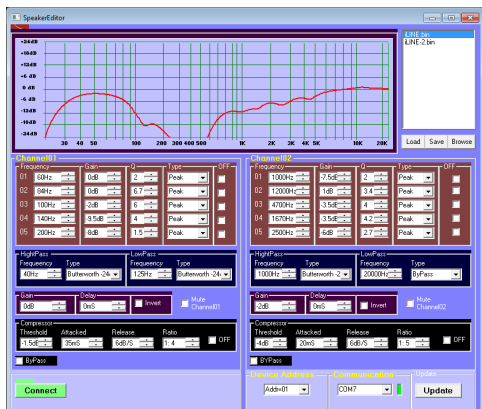 SpeakerEditor
iLINE.bin
iLINE-2.bin
+24dB
+18dB
+12dB
+6 dB
0 dB
-6 dB
-12dB
-18dB
-24dB
30 40 50 100 200 300 400 500 1K 2K 3K 4K 5K 10K 20K
Load Save Browse
Channel01
Frequency Gain Q Type OFF
01 60Hz 0dB 2 Peak
02 84Hz 0dB 6.7 Peak
03 100Hz -2dB 6 Peak
04 140Hz -9.5dB 4 Peak
05 200Hz -8dB 1.5 Peak
HightPass LowPass
Frequency Type Frequency Type
40Hz Butterworth -24 125Hz Butterworth -24
Gain Delay
0dB 0mS Invert Mute Channel01
Compressor
Threshold Attacked Release Ratio
-1.5dB 35mS 6dB/S 1: 4 OFF
ByPass
Channel02
Frequency Gain Q Type OFF
01 1000Hz -7.5dB 2 Peak
02 12000Hz 1dB 3.4 Peak
03 4700Hz -3.5dB 4 Peak
04 1670Hz -3.5dB 4.2 Peak
05 2500Hz -6dB 2.7 Peak
HightPass LowPass
Frequency Type Frequency Type
1000Hz Butterworth -2 20000Hz ByPass
Gain Delay
-2dB 0mS Invert Mute Channel02
Compressor
Threshold Attacked Release Ratio
-4dB 20mS 6dB/S 1: 5 OFF
BYPass
Connect
Device Address Communication Update
Addr=01 COM7 Update